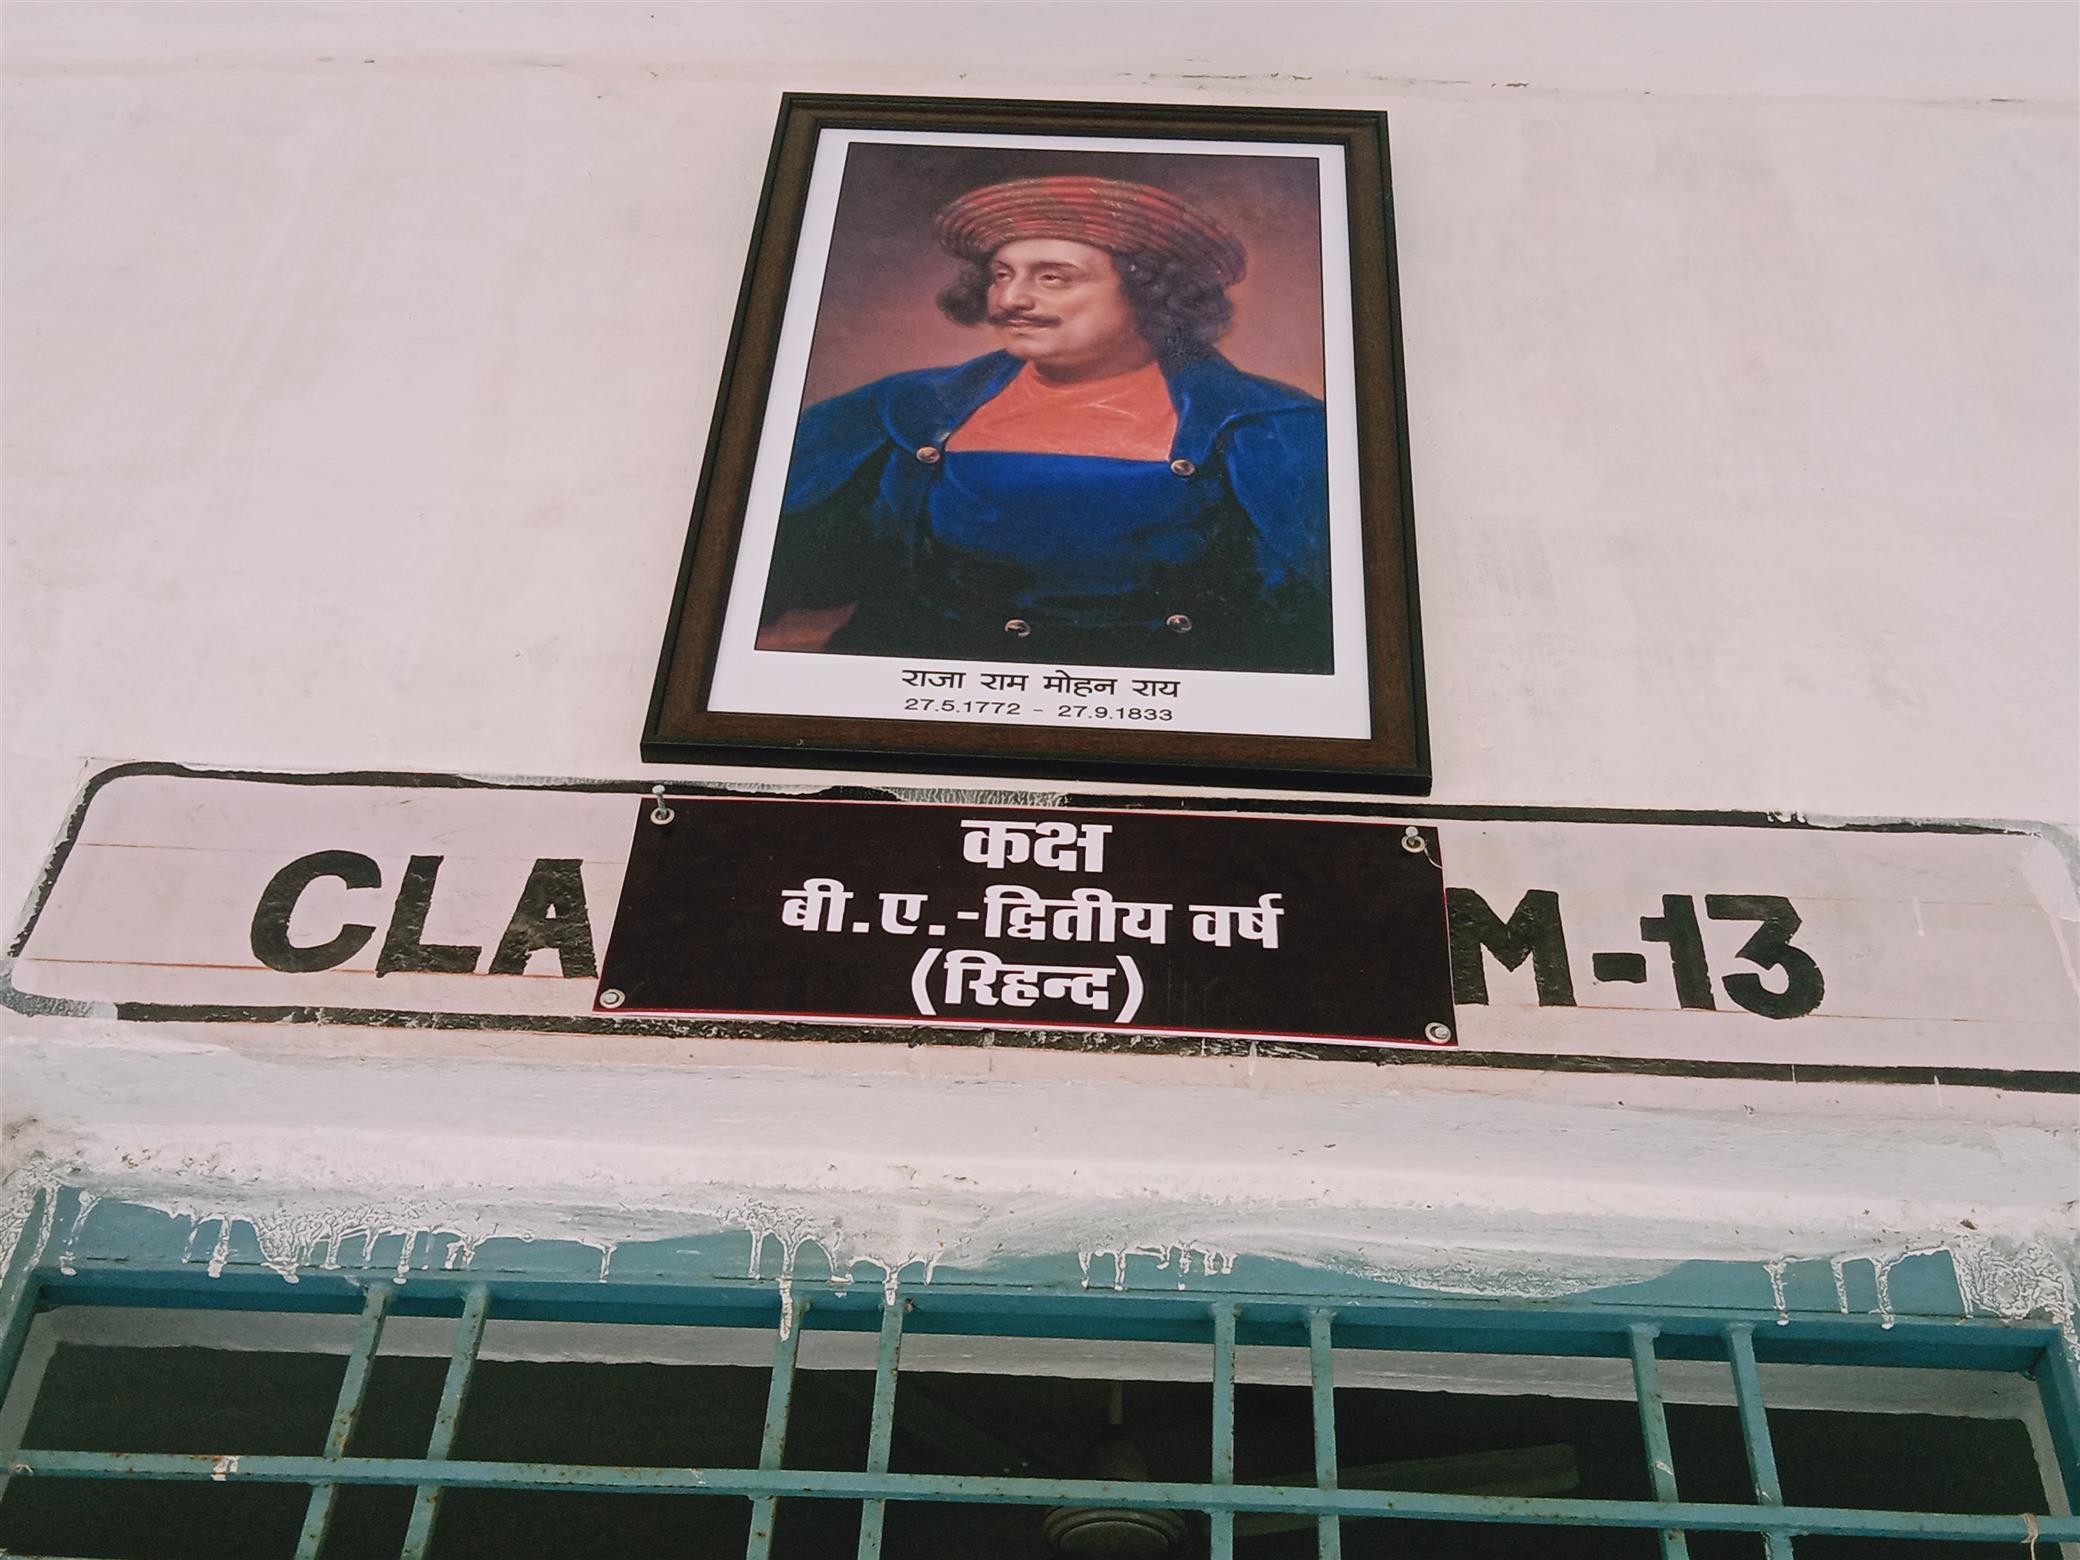 राजा राम मोहन राय
27.5.1772 - 27.9.1833
कक्ष
बी.ए.-द्वितीय वर्ष
(रिहन्द)
CLA M-13